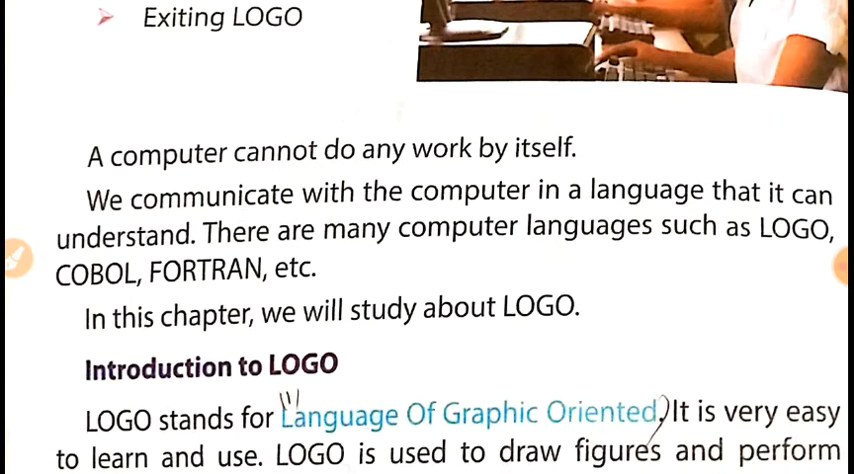 Exiting LOGO
A computer cannot do any work by itself.
We communicate with the computer in a language that it can
understand. There are many computer languages such as LOGO,
COBOL, FORTRAN, etc.
In this chapter, we will study about LOGO.
Introduction to LOGO
LOGO stands for Language Of Graphic Oriented. It is very easy
to learn and use. LOGO is used to draw figures and perform